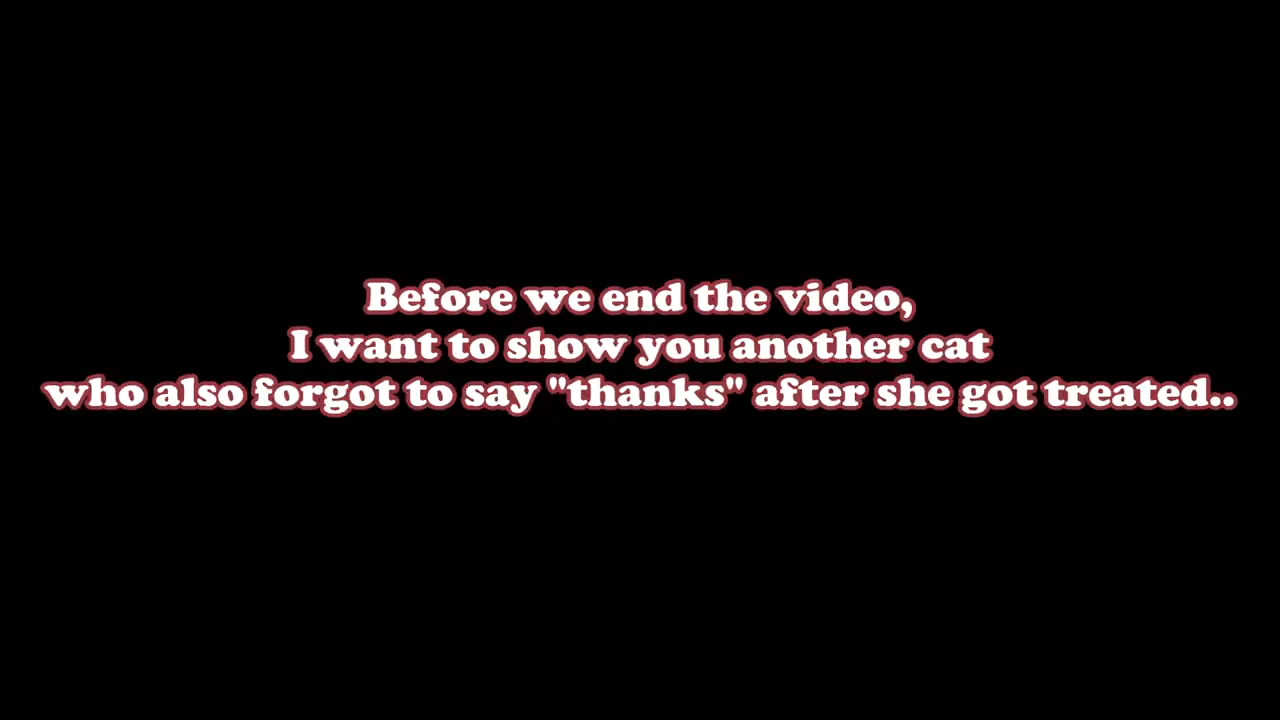 Before we end the video,
I want to show you another cat
who also forgot to say "thanks" after she got treated..